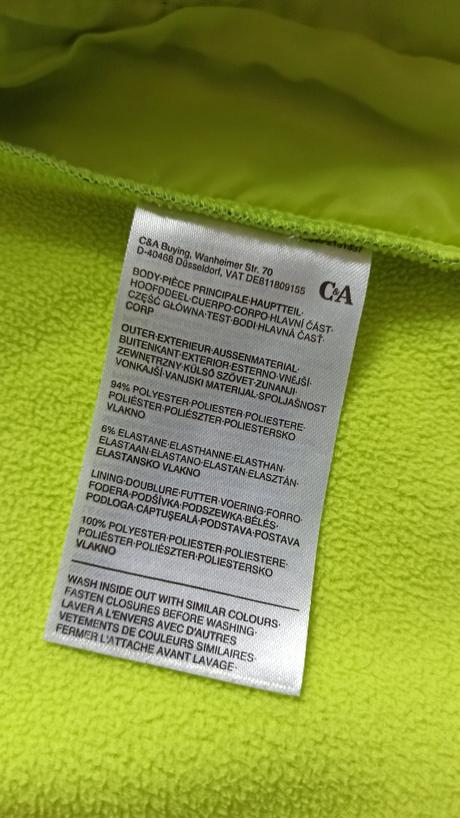 C&A Buying, Wanheimer Str. 70
D-40468 Düsseldorf, VAT DE811809155
C&A
BODY·PIÈCE PRINCIPALE·HAUPTTEIL·
HOOFDDEEL·CUERPO·CORPO·HLAVNÍ ČÁST·
CZĘŚĆ GŁÓWNA·TEST·BODI·HLAVNÁ ČASŤ·
CORP
OUTER·EXTERIEUR·AUSSENMATERIAL·
BUITENKANT·EXTERIOR·ESTERNO·VNĚJŠÍ·
ZEWNĘTRZNY·KÜLSŐ SZÖVET·ZUNANJI·
VONKAJŠÍ·VANJSKI MATERIJAL·SPOLJAŠNOST
94% POLYESTER·POLIESTER·POLIESTERE·
POLIÉSTER·POLIÉSZTER·POLIESTERSKO
VLAKNO
6% ELASTANE·ELASTHANNE·ELASTHAN·
ELASTAAN·ELASTANO·ELASTAN·ELASZTÁN·
ELASTANSKO VLAKNO
LINING·DOUBLURE·FUTTER·VOERING·FORRO·
FODERA·PODŠÍVKA·PODSZEWKA·BÉLÉS·
PODLOGA·CĂPTUŞEALĂ·PODSTAVA·POSTAVA
100% POLYESTER·POLIESTER·POLIESTERE·
POLIÉSTER·POLIÉSZTER·POLIESTERSKO
VLAKNO
WASH INSIDE OUT WITH SIMILAR COLOURS·
FASTEN CLOSURES BEFORE WASHING·
LAVER A L'ENVERS AVEC D'AUTRES
VETEMENTS DE COULEURS SIMILAIRES·
FERMER L'ATTACHE AVANT LAVAGE·